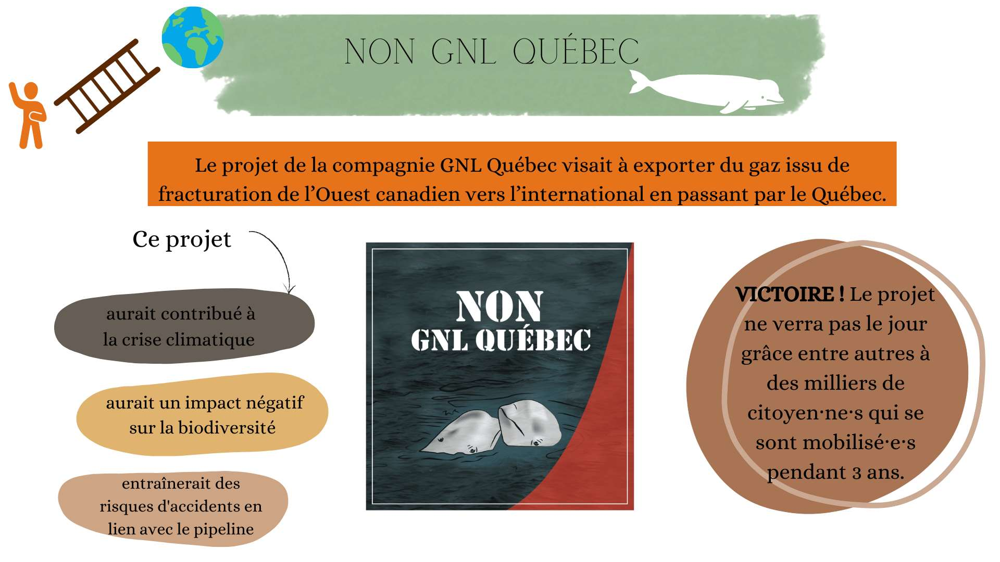 NON GNL QUÉBEC
Le projet de la compagnie GNL Québec visait à exporter du gaz issu de
fracturation de l’Ouest canadien vers l’international en passant par le Québec.
Ce projet
aurait contribué à
la crise climatique
aurait un impact négatif
sur la biodiversité
entraînerait des
risques d'accidents en
lien avec le pipeline
NON
GNL QUÉBEC
VICTOIRE ! Le projet
ne verra pas le jour
grâce entre autres à
des milliers de
citoyen·ne·s qui se
sont mobilisé·e·s
pendant 3 ans.